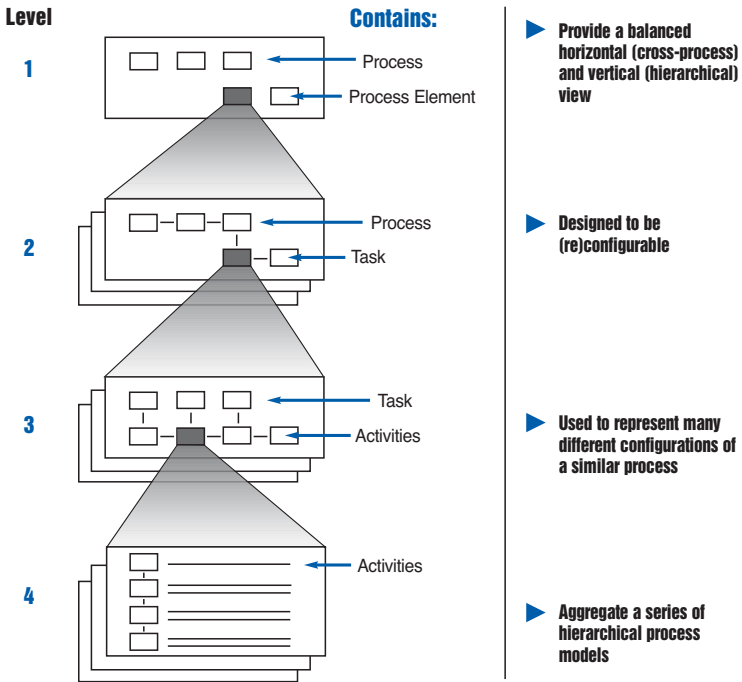 Level
Contains:
1
Process
Process Element
2
Process
Task
3
Task
Activities
4
Activities
Provide a balanced
horizontal (cross-process)
and vertical (hierarchical)
view
Designed to be
(re)configurable
Used to represent many
different configurations of
a similar process
Aggregate a series of
hierarchical process
models